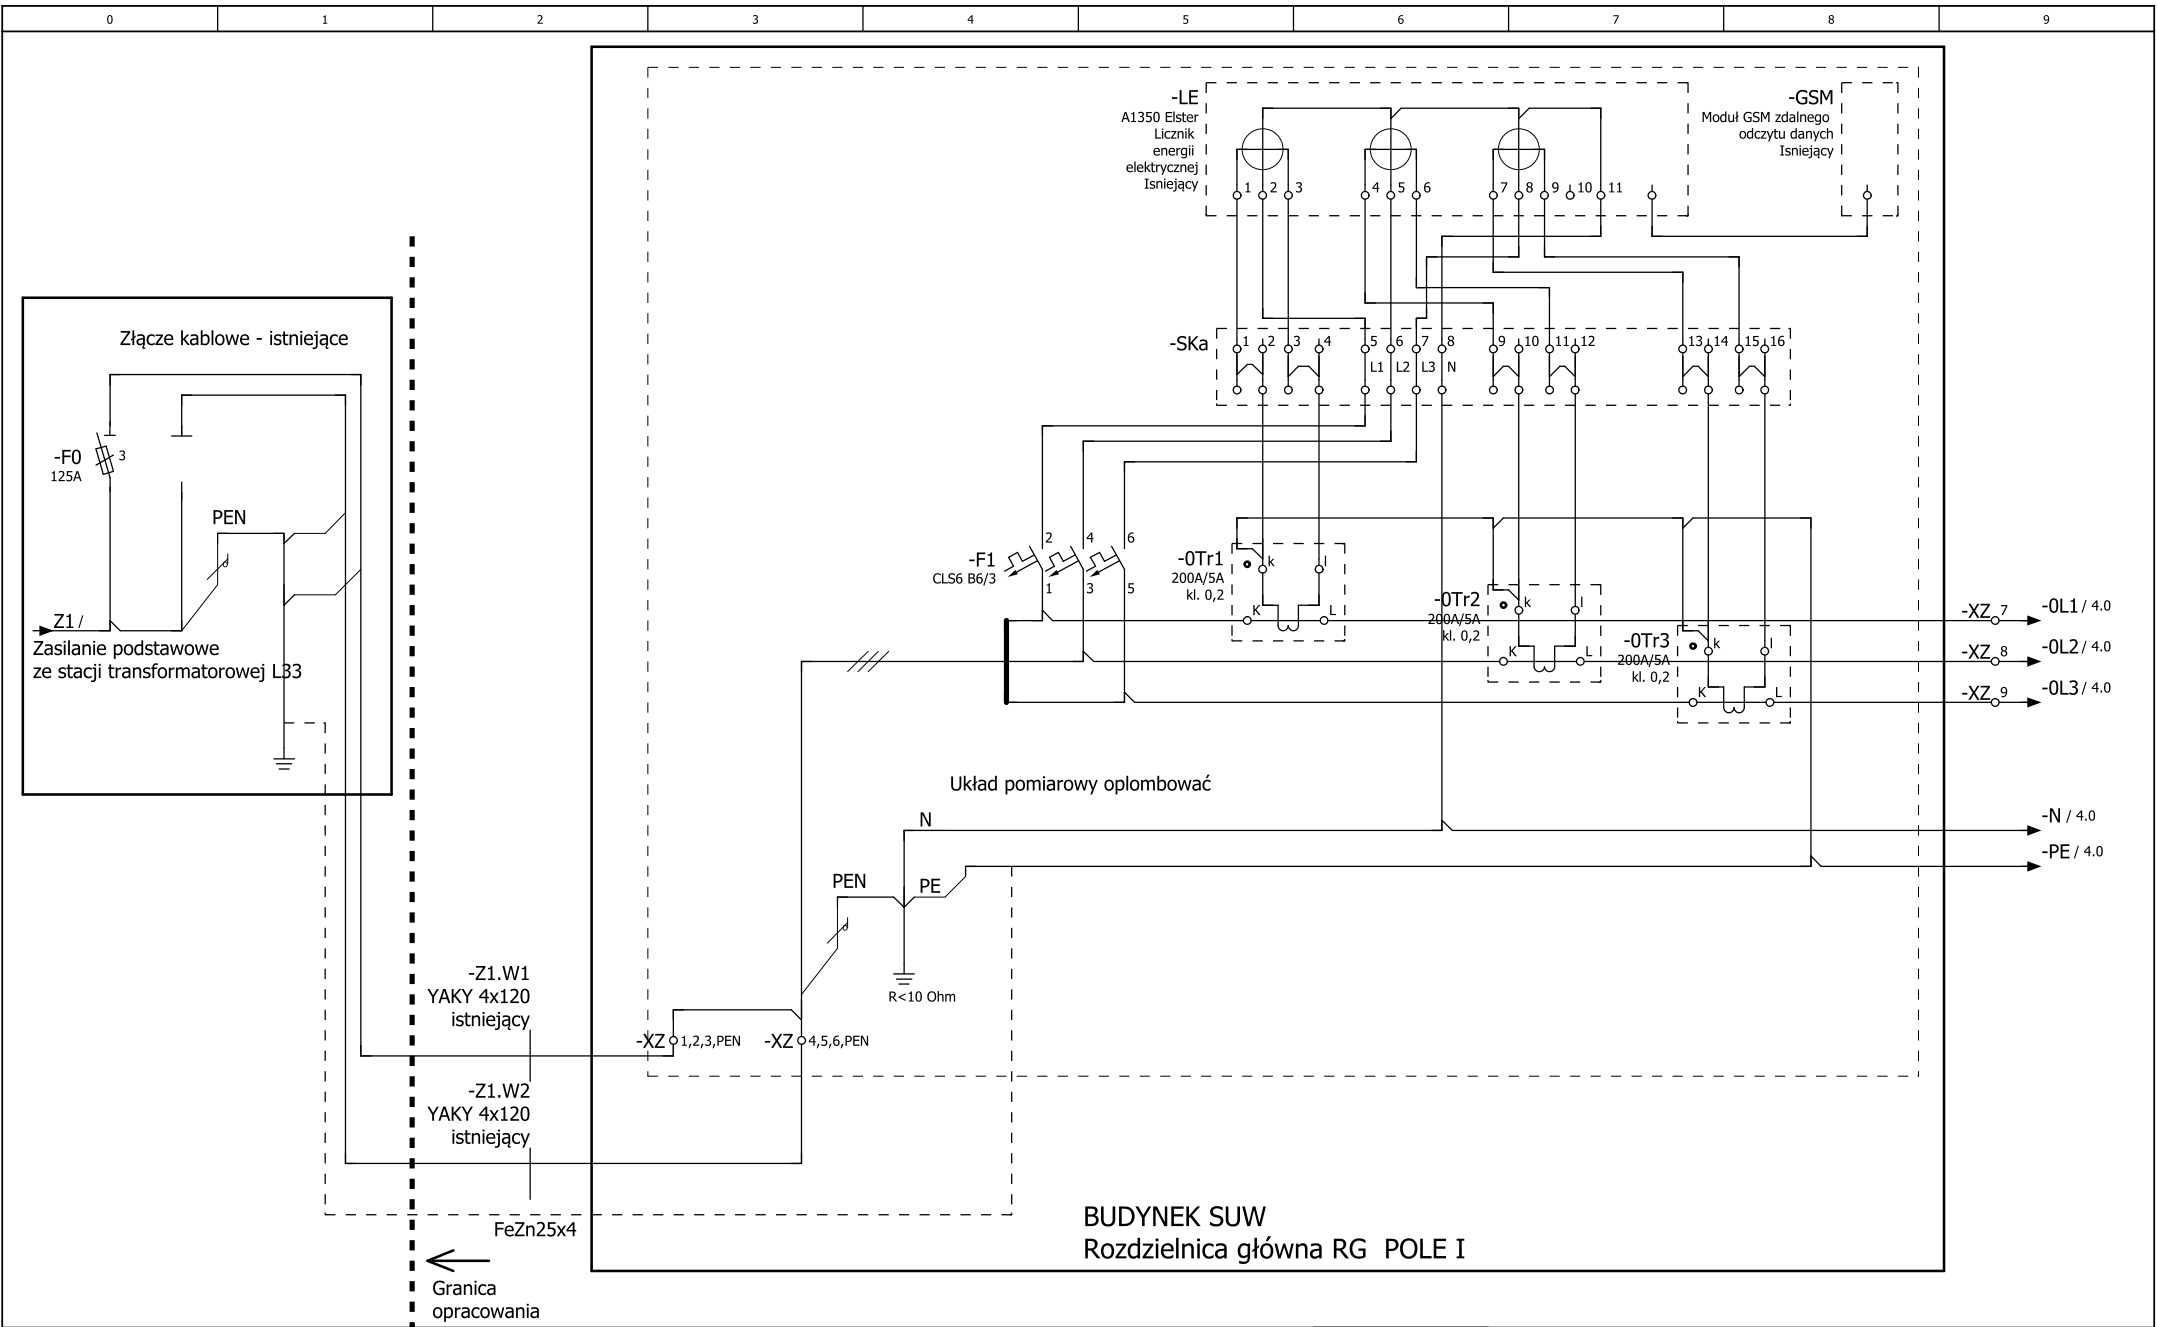 0 1 2 3 4 5 6 7 8 9
-LE
A1350 Elster
Licznik
energii
elektrycznej
Isniejący
1 2 3 4 5 6 7 8 9 10 11
-GSM
Moduł GSM zdalnego
odczytu danych
Isniejący
Złącze kablowe - istniejące
-F0
125A
3
PEN
Z1 /
Zasilanie podstawowe
ze stacji transformatorowej L33
-SKa
1 2 3 4 5 6 7 8 9 10 11 12 13 14 15 16
L1 L2 L3 N
-F1
CLS6 B6/3
2 4 6
1 3 5
-0Tr1
200A/5A
kl. 0,2
k l
K L
-0Tr2
200A/5A
kl. 0,2
k l
K L
-0Tr3
200A/5A
kl. 0,2
k l
K L
-XZ 7 -0L1 / 4.0
-XZ 8 -0L2 / 4.0
-XZ 9 -0L3 / 4.0
Układ pomiarowy oplombować
N
-N / 4.0
-PE / 4.0
PEN PE
R<10 Ohm
-Z1.W1
YAKY 4x120
istniejący
-XZ 1,2,3,PEN
-XZ 4,5,6,PEN
-Z1.W2
YAKY 4x120
istniejący
FeZn25x4
BUDYNEK SUW
Rozdzielnica główna RG POLE I
Granica
opracowania